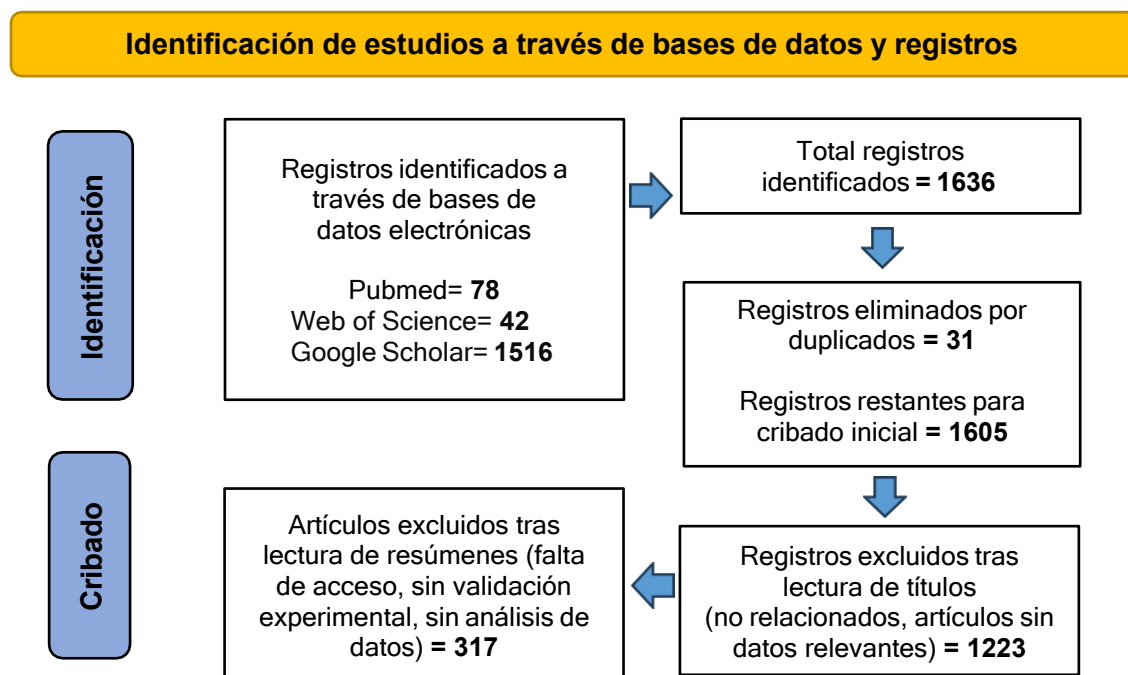 Identificación de estudios a través de bases de datos y registros
Identificación
Registros identificados a
través de bases de
datos electrónicas
Pubmed= 78
Web of Science= 42
Google Scholar= 1516
Total registros
identificados = 1636
Registros eliminados por
duplicados = 31
Registros restantes para
cribado inicial = 1605
Cribado
Registros excluidos tras
lectura de títulos
(no relacionados, artículos sin
datos relevantes) = 1223
Artículos excluidos tras
lectura de resúmenes (falta
de acceso, sin validación
experimental, sin análisis de
datos) = 317